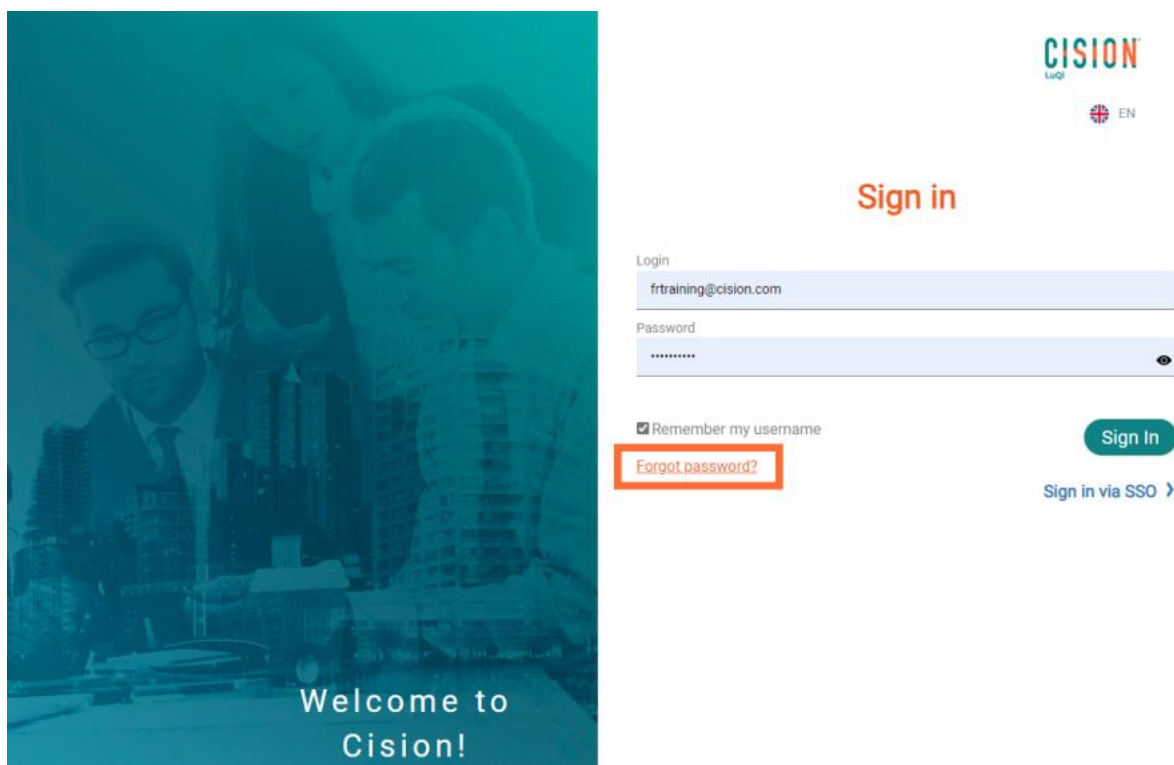 CISION
LuQi
EN
Sign in
Login
frtraining@cision.com
Password
••••••••••
Remember my username
Sign In
Forgot password?
Sign in via SSO
Welcome to
Cision!